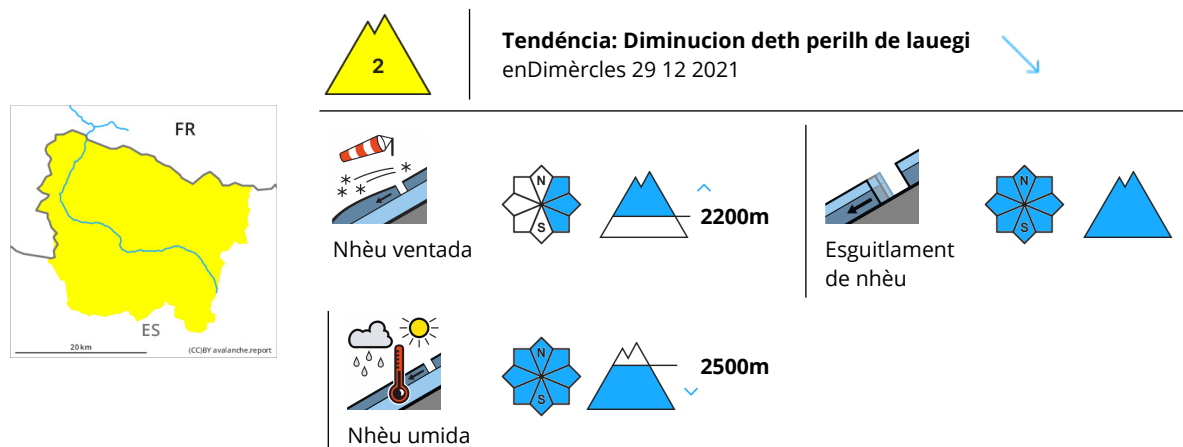 2
Tendéncia: Diminucion deth perilh de lauegi
enDimèrcles 29 12 2021
FR
ES
20 km
(CC)BY avalanche.report
N
S
2200m
Nhèu ventada
N
S
Esguitlament
de nhèu
N
S
2500m
Nhèu umida